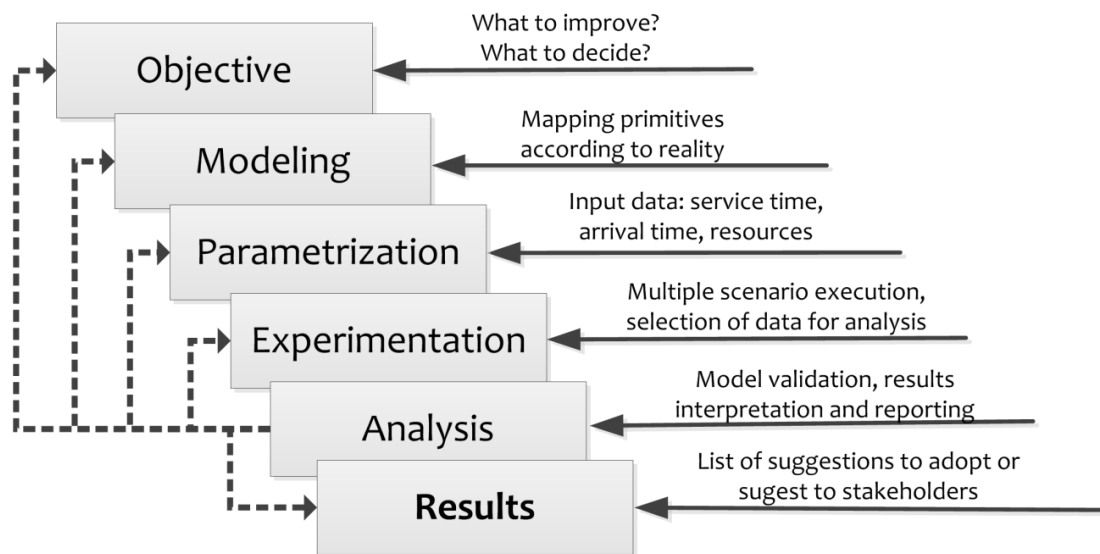 What to improve?
What to decide?
Objective
Mapping primitives
according to reality
Modeling
Input data: service time,
arrival time, resources
Parametrization
Multiple scenario execution,
selection of data for analysis
Experimentation
Model validation, results
interpretation and reporting
Analysis
List of suggestions to adopt or
sugest to stakeholders
Results